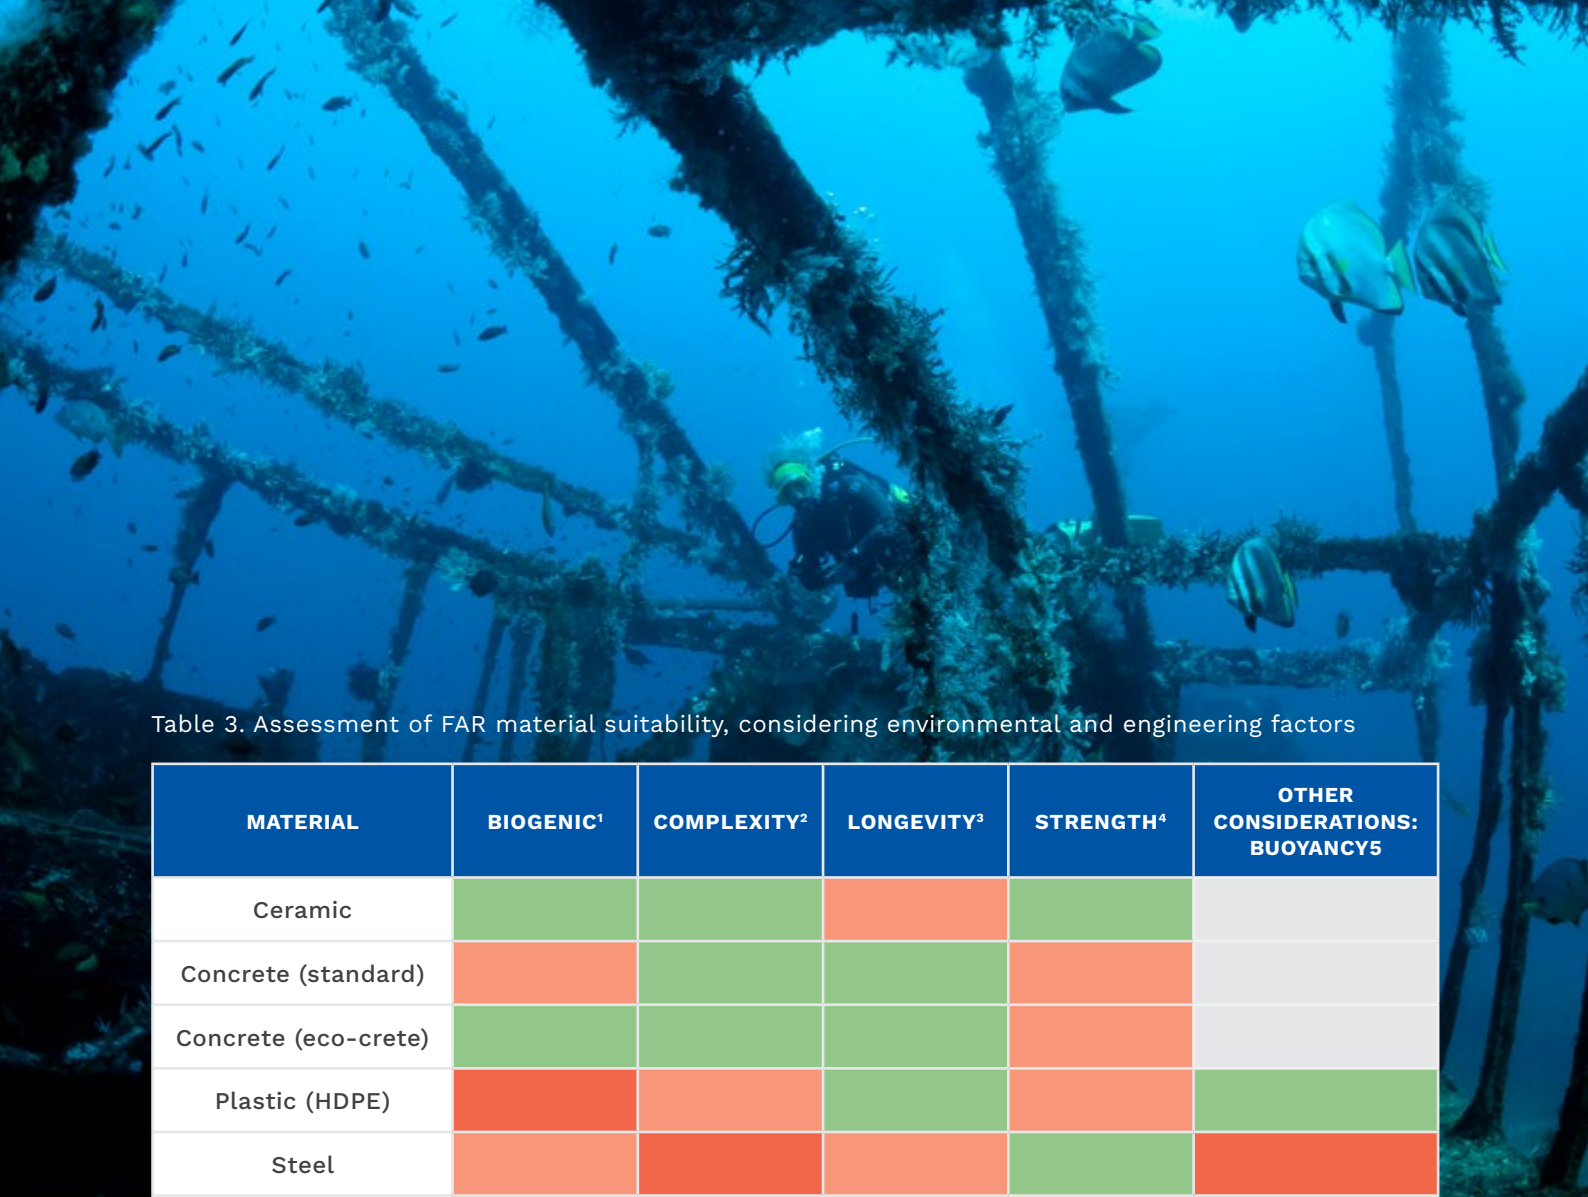 Table 3. Assessment of FAR material suitability, considering environmental and engineering factors
MATERIAL
BIOGENIC¹
COMPLEXITY²
LONGEVITY³
STRENGTH⁴
OTHER
CONSIDERATIONS:
BUOYANCY5
Ceramic
Concrete (standard)
Concrete (eco-crete)
Plastic (HDPE)
Steel